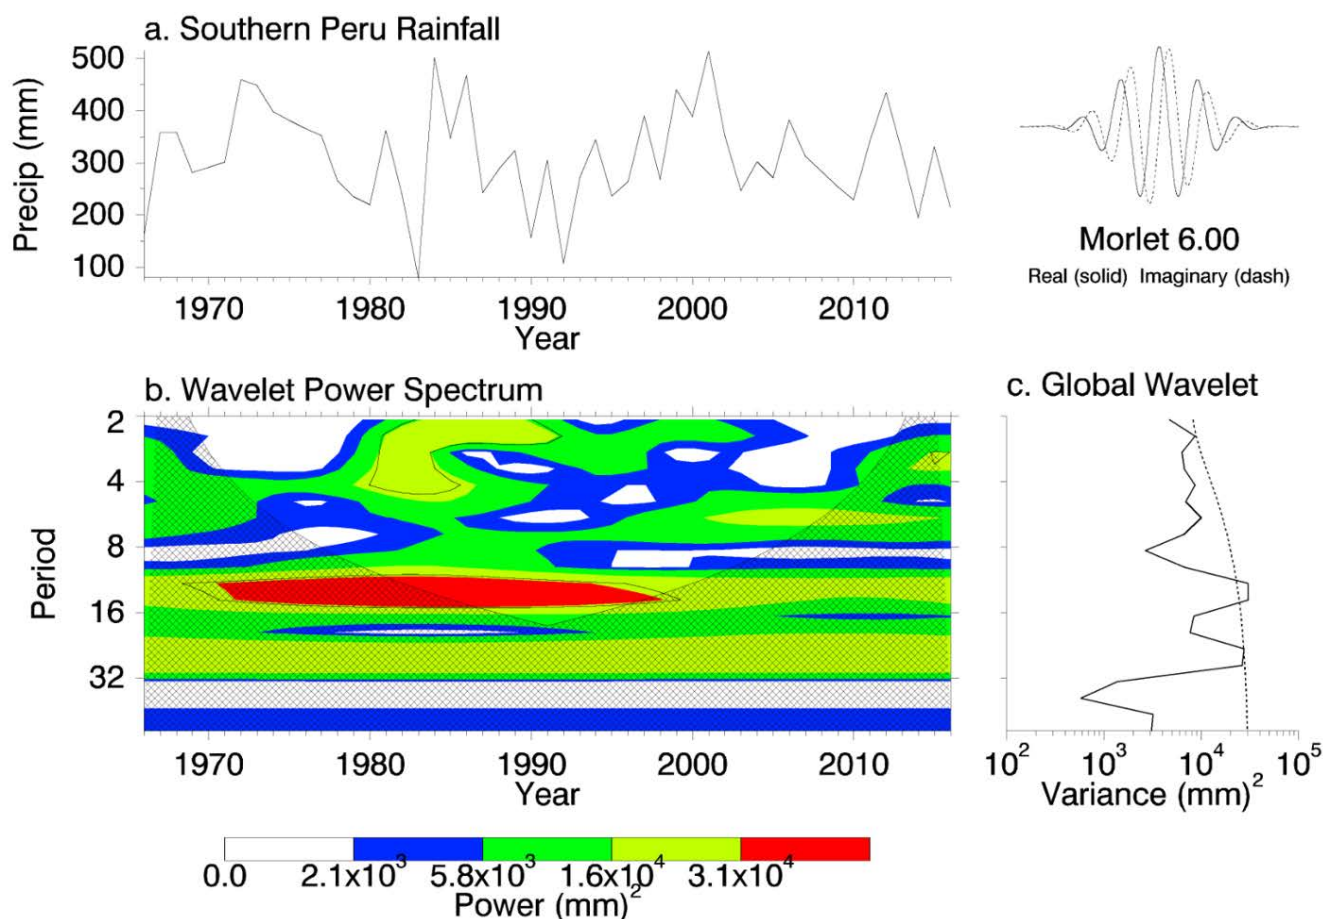 a. Southern Peru Rainfall
500
400
300
200
100
Precip (mm)
1970 1980 1990 2000 2010
Year
Morlet 6.00
Real (solid) Imaginary (dash)
b. Wavelet Power Spectrum
2
4
8
16
32
Period
1970 1980 1990 2000 2010
Year
c. Global Wavelet
10² 10³ 10⁴ 10⁵
Variance (mm)²
0.0 2.1x10³ 5.8x10³ 1.6x10⁴ 3.1x10⁴
Power (mm)²